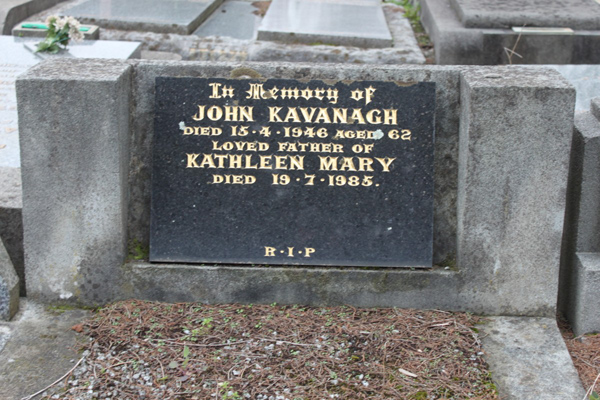 In Memory of
JOHN KAVANAGH
DIED 15·4·1946 AGED 62
LOVED FATHER OF
KATHLEEN MARY
DIED 19·7·1985.
R·I·P